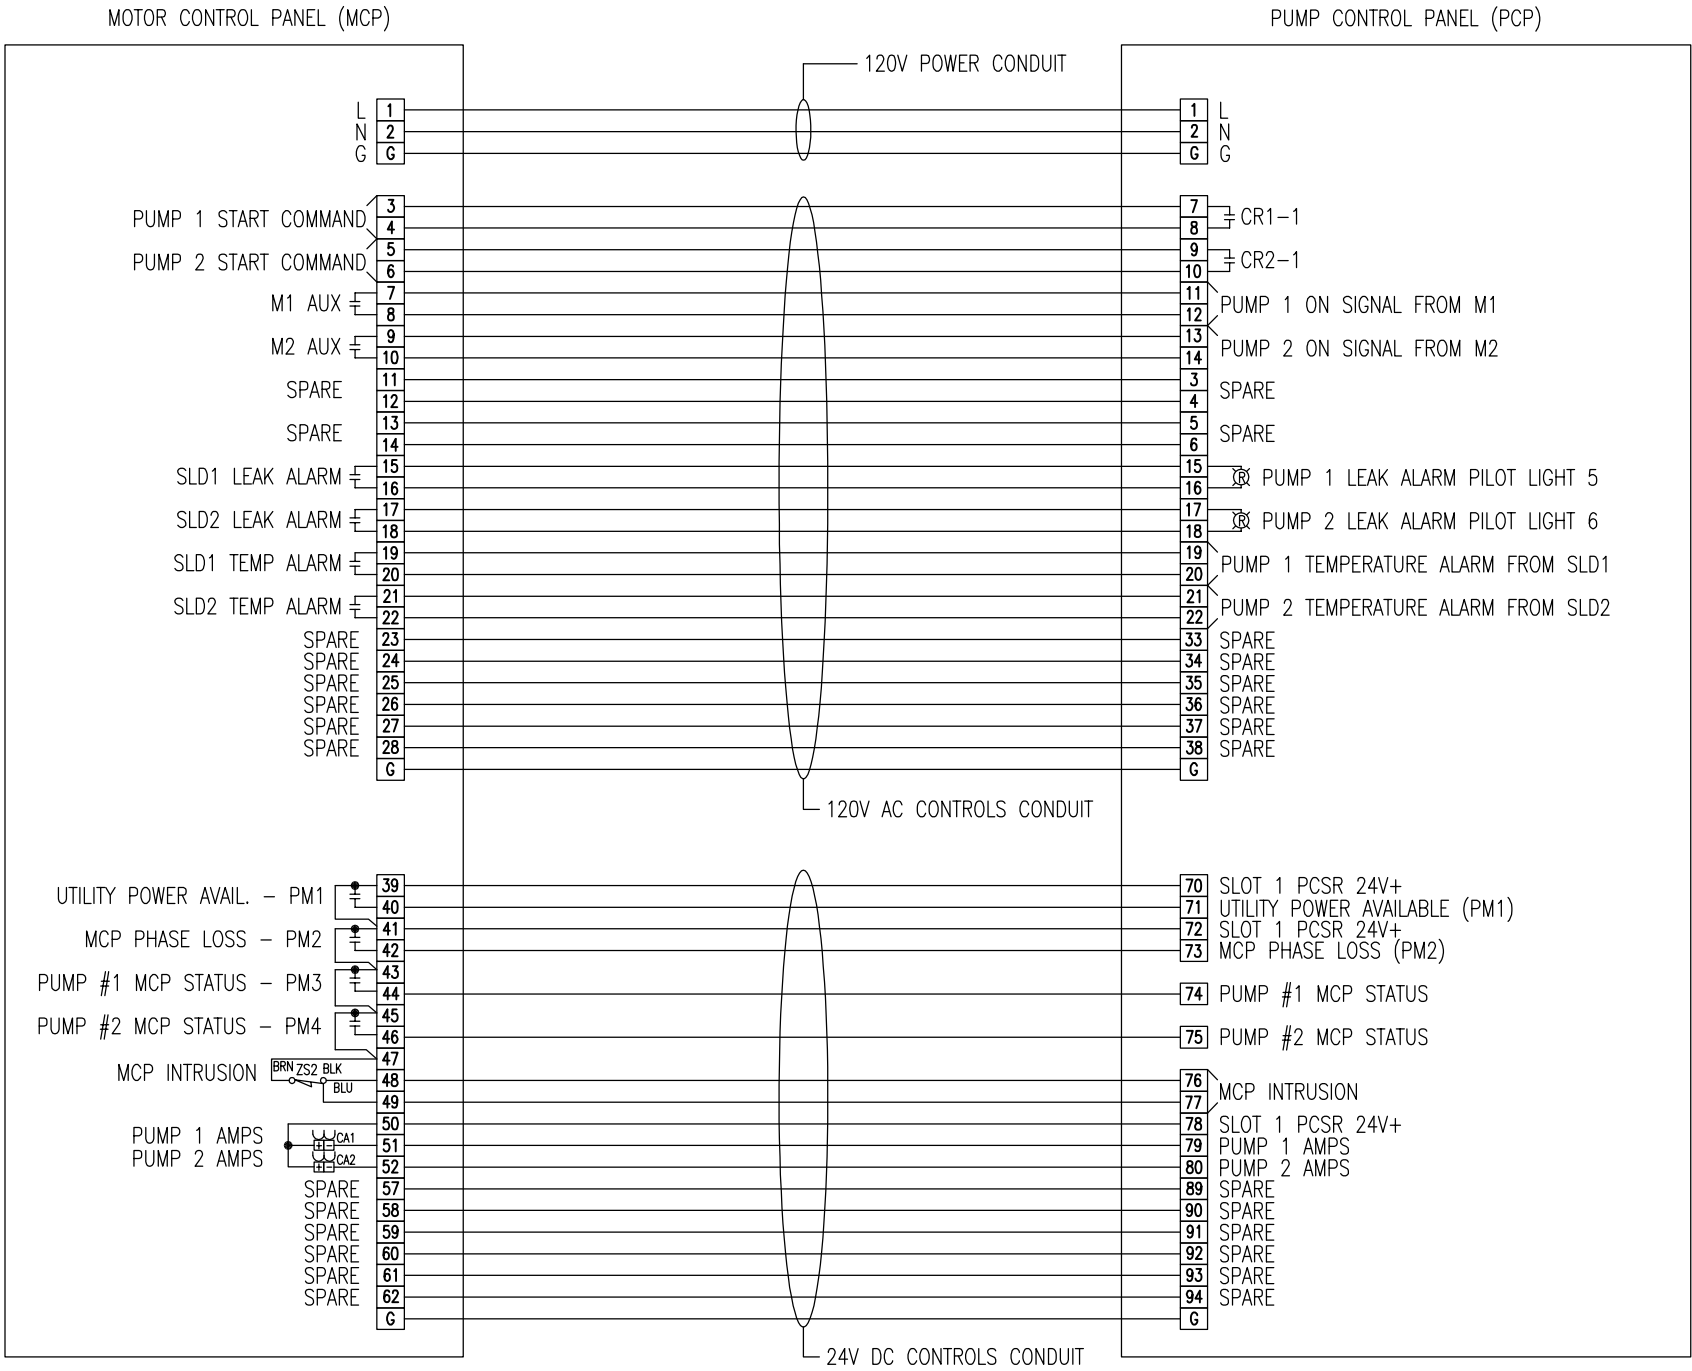 MOTOR CONTROL PANEL (MCP)
PUMP CONTROL PANEL (PCP)
120V POWER CONDUIT
L 1 1 L
N 2 2 N
G G G G
3 7
PUMP 1 START COMMAND CR1-1
4 8
5 9
PUMP 2 START COMMAND CR2-1
6 10
7 11
M1 AUX PUMP 1 ON SIGNAL FROM M1
8 12
9 13
M2 AUX PUMP 2 ON SIGNAL FROM M2
10 14
11 3
SPARE SPARE
12 4
13 5
SPARE SPARE
14 6
15 15
SLD1 LEAK ALARM R PUMP 1 LEAK ALARM PILOT LIGHT 5
16 16
17 17
SLD2 LEAK ALARM R PUMP 2 LEAK ALARM PILOT LIGHT 6
18 18
19 19
SLD1 TEMP ALARM PUMP 1 TEMPERATURE ALARM FROM SLD1
20 20
21 21
SLD2 TEMP ALARM PUMP 2 TEMPERATURE ALARM FROM SLD2
22 22
SPARE 23 33 SPARE
SPARE 24 34 SPARE
SPARE 25 35 SPARE
SPARE 26 36 SPARE
SPARE 27 37 SPARE
SPARE 28 38 SPARE
G G
120V AC CONTROLS CONDUIT
39 70 SLOT 1 PCSR 24V+
UTILITY POWER AVAIL. - PM1
40 71 UTILITY POWER AVAILABLE (PM1)
41 72 SLOT 1 PCSR 24V+
MCP PHASE LOSS - PM2
42 73 MCP PHASE LOSS (PM2)
43
PUMP #1 MCP STATUS - PM3
44 74 PUMP #1 MCP STATUS
45
PUMP #2 MCP STATUS - PM4
46 75 PUMP #2 MCP STATUS
47
MCP INTRUSION BRN ZS2 BLK
48 76
BLU MCP INTRUSION
49 77
50 78 SLOT 1 PCSR 24V+
PUMP 1 AMPS + - CA1 51 79 PUMP 1 AMPS
PUMP 2 AMPS + - CA2 52 80 PUMP 2 AMPS
SPARE 57 89 SPARE
SPARE 58 90 SPARE
SPARE 59 91 SPARE
SPARE 60 92 SPARE
SPARE 61 93 SPARE
SPARE 62 94 SPARE
G G
24V DC CONTROLS CONDUIT